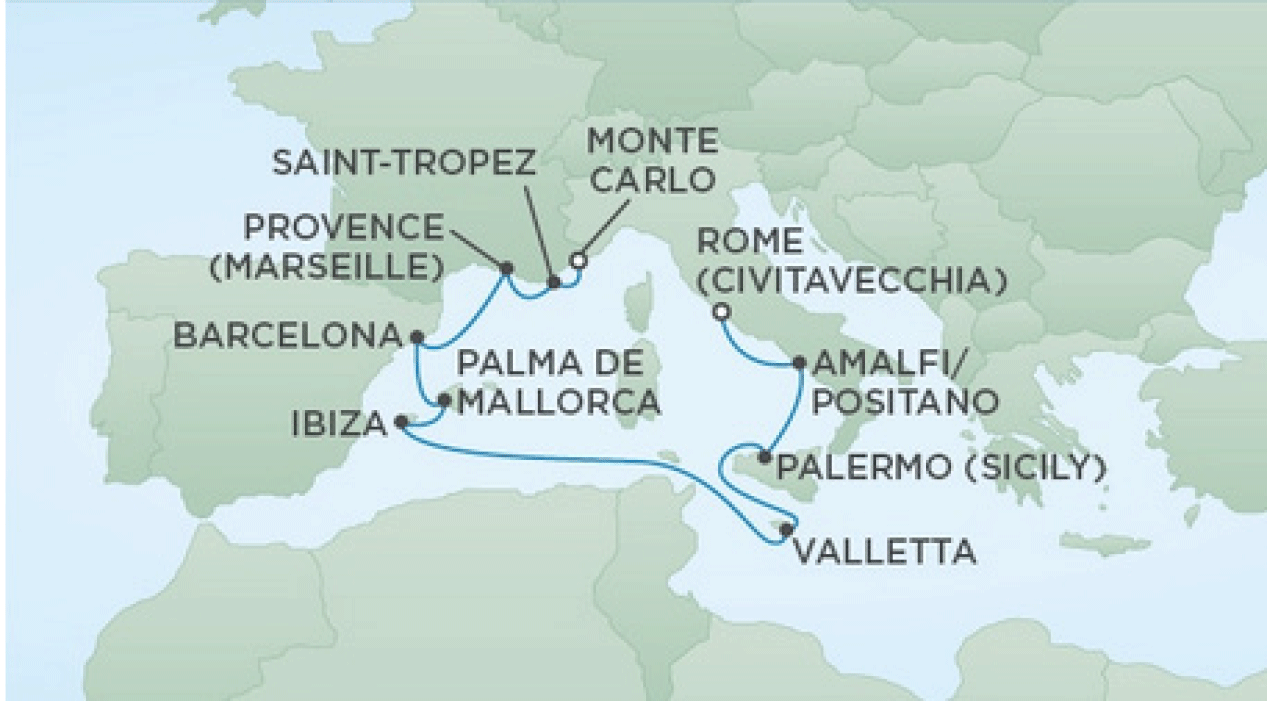 MONTE
CARLO
SAINT-TROPEZ
PROVENCE
(MARSEILLE)
ROME
(CIVITAVECCHIA)
BARCELONA
PALMA DE
MALLORCA
AMALFI/
POSITANO
IBIZA
PALERMO (SICILY)
VALLETTA